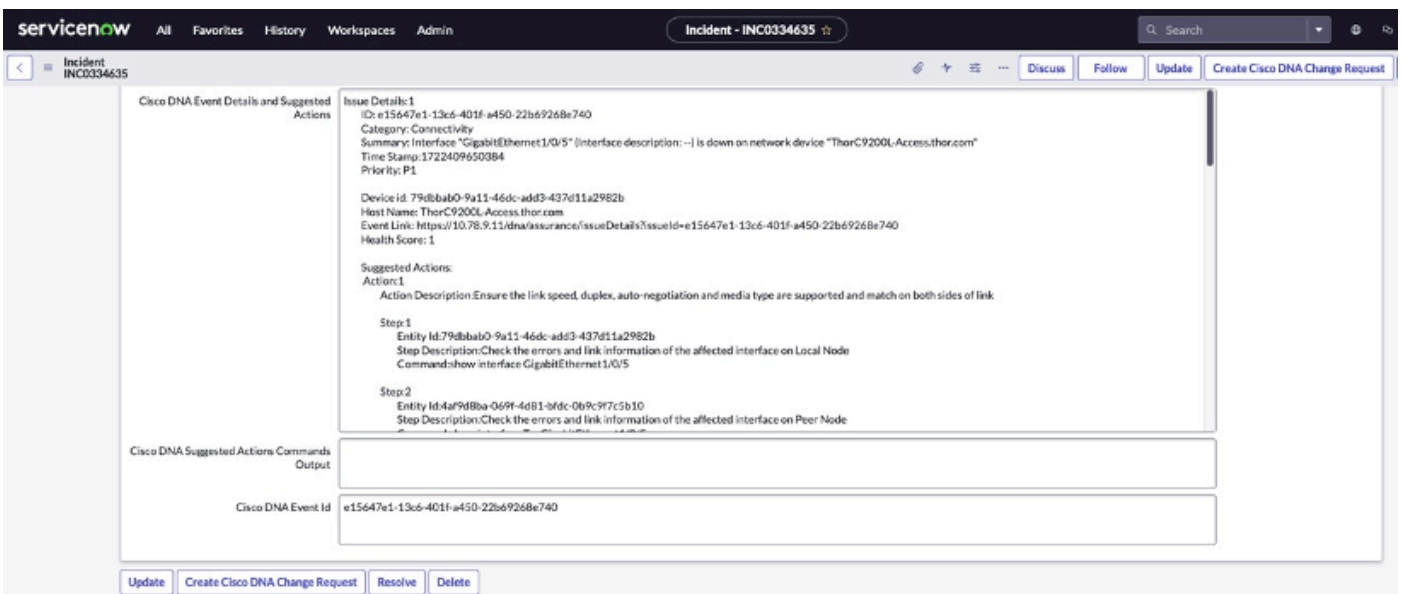 servicenow All Favorites History Workspaces Admin Incident - INC0334635 Search
Incident
INC0334635
Discuss Follow Update Create Cisco DNA Change Request
Cisco DNA Event Details and Suggested Actions
Issue Details:1
ID: e15647e1-13c6-401f-a450-22b69268e740
Category: Connectivity
Summary: Interface "GigabitEthernet1/0/5" (Interface description: --) is down on network device "ThorC9200L-Access.thor.com"
Time Stamp:1722409650384
Priority: P1
Device id: 79dbbab0-9a11-46dc-add3-437d11a2982b
Host Name: ThorC9200L-Access.thor.com
Event Link: https://10.78.9.11/dna/assurance/issueDetails?issueId=e15647e1-13c6-401f-a450-22b69268e740
Health Score: 1
Suggested Actions:
Action:1
Action Description:Ensure the link speed, duplex, auto-negotiation and media type are supported and match on both sides of link
Step:1
Entity Id:79dbbab0-9a11-46dc-add3-437d11a2982b
Step Description:Check the errors and link information of the affected interface on Local Node
Command:show interface GigabitEthernet1/0/5
Step:2
Entity Id:4af9d8ba-069f-4d81-bfdc-0b9c9f7c5b10
Step Description:Check the errors and link information of the affected interface on Peer Node
Cisco DNA Suggested Actions Commands Output
Cisco DNA Event Id
e15647e1-13c6-401f-a450-22b69268e740
Update Create Cisco DNA Change Request Resolve Delete